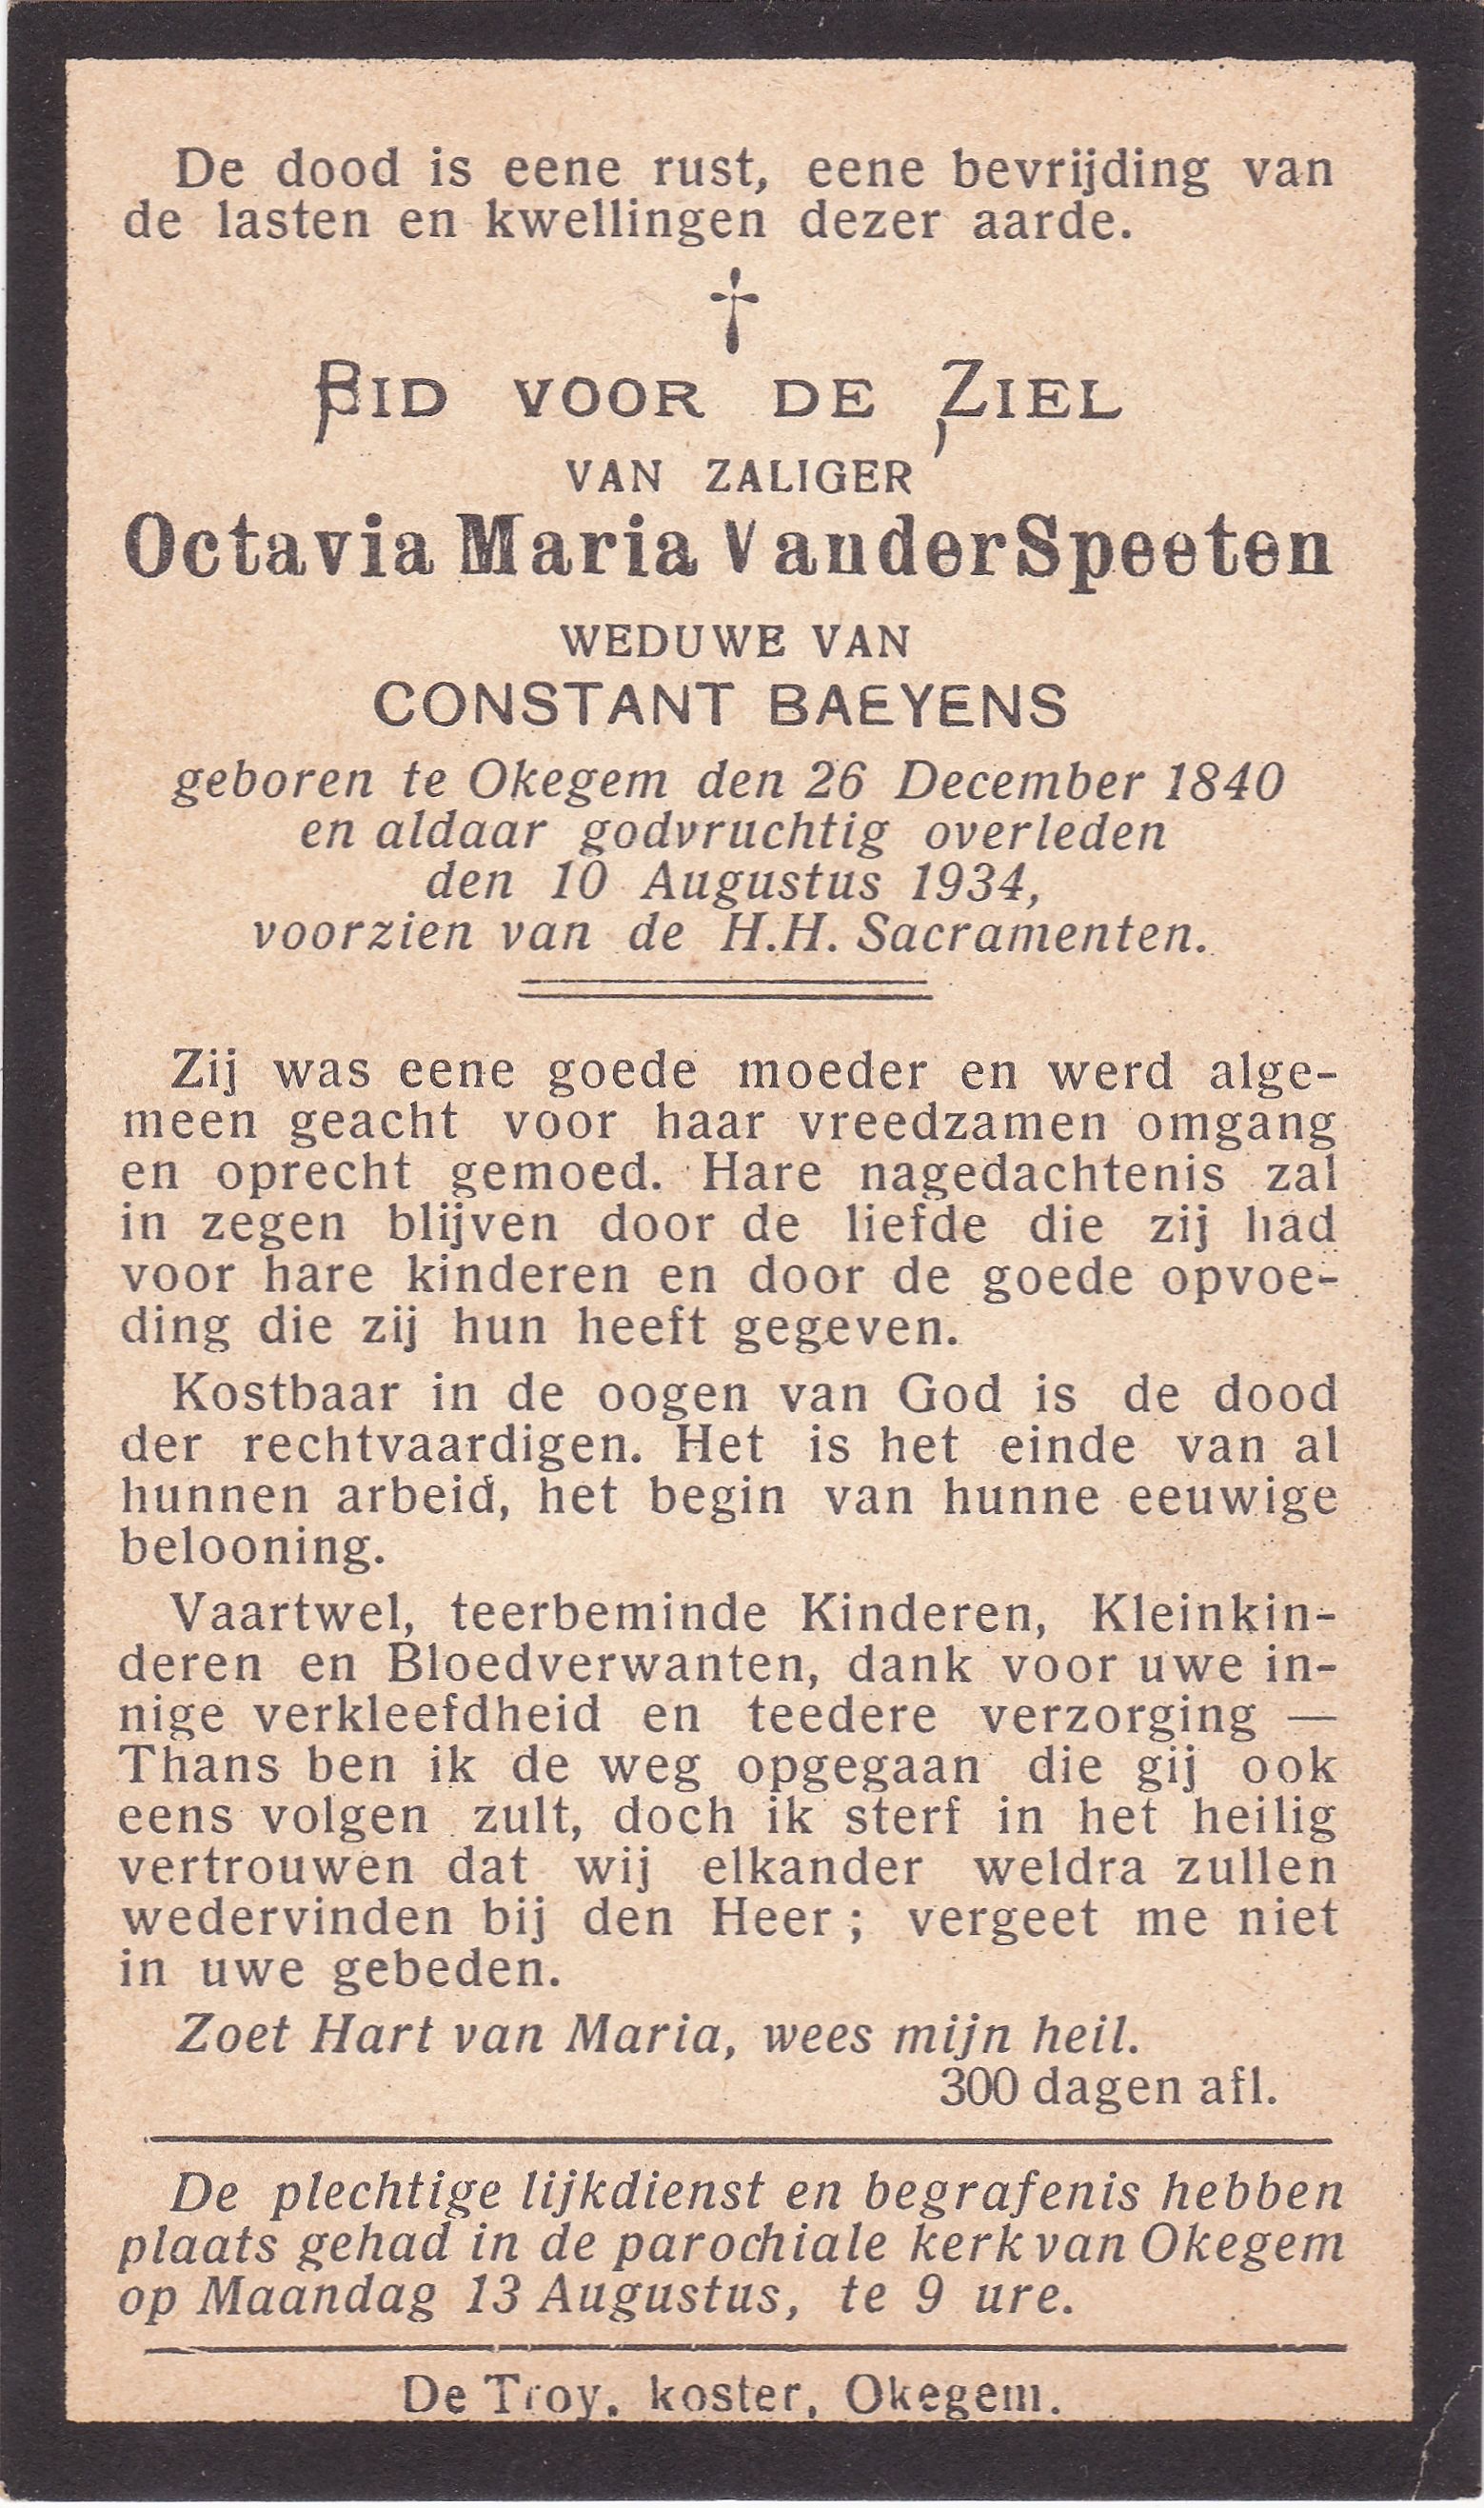 De dood is eene rust, eene bevrijding van
de lasten en kwellingen dezer aarde.
BID VOOR DE ZIEL
VAN ZALIGER
Octavia Maria VanderSpeeten
WEDUWE VAN
CONSTANT BAEYENS
geboren te Okegem den 26 December 1840
en aldaar godvruchtig overleden
den 10 Augustus 1934,
voorzien van de H.H. Sacramenten.
Zij was eene goede moeder en werd alge-
meen geacht voor haar vreedzamen omgang
en oprecht gemoed. Hare nagedachtenis zal
in zegen blijven door de liefde die zij had
voor hare kinderen en door de goede opvoe-
ding die zij hun heeft gegeven.
Kostbaar in de oogen van God is de dood
der rechtvaardigen. Het is het einde van al
hunnen arbeid, het begin van hunne eeuwige
belooning.
Vaartwel, teerbeminde Kinderen, Kleinkin-
deren en Bloedverwanten, dank voor uwe in-
nige verkleefdheid en teedere verzorging —
Thans ben ik de weg opgegaan die gij ook
eens volgen zult, doch ik sterf in het heilig
vertrouwen dat wij elkander weldra zullen
wedervinden bij den Heer ; vergeet me niet
in uwe gebeden.
Zoet Hart van Maria, wees mijn heil.
300 dagen afl.
De plechtige lijkdienst en begrafenis hebben
plaats gehad in de parochiale kerk van Okegem
op Maandag 13 Augustus, te 9 ure.
De Troy, koster, Okegem.